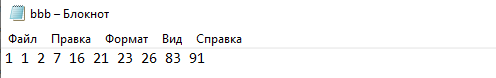 bbb – Блокнот
Файл Правка Формат Вид Справка
1 1 2 7 16 21 23 26 83 91